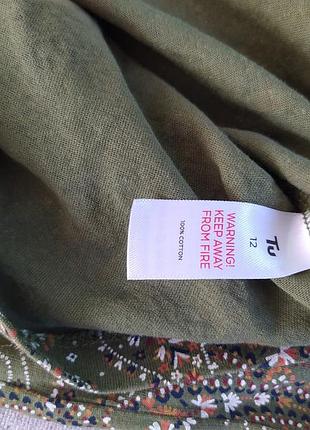 Tu
12
WARNING!
KEEP AWAY
FROM FIRE
100% COTTON